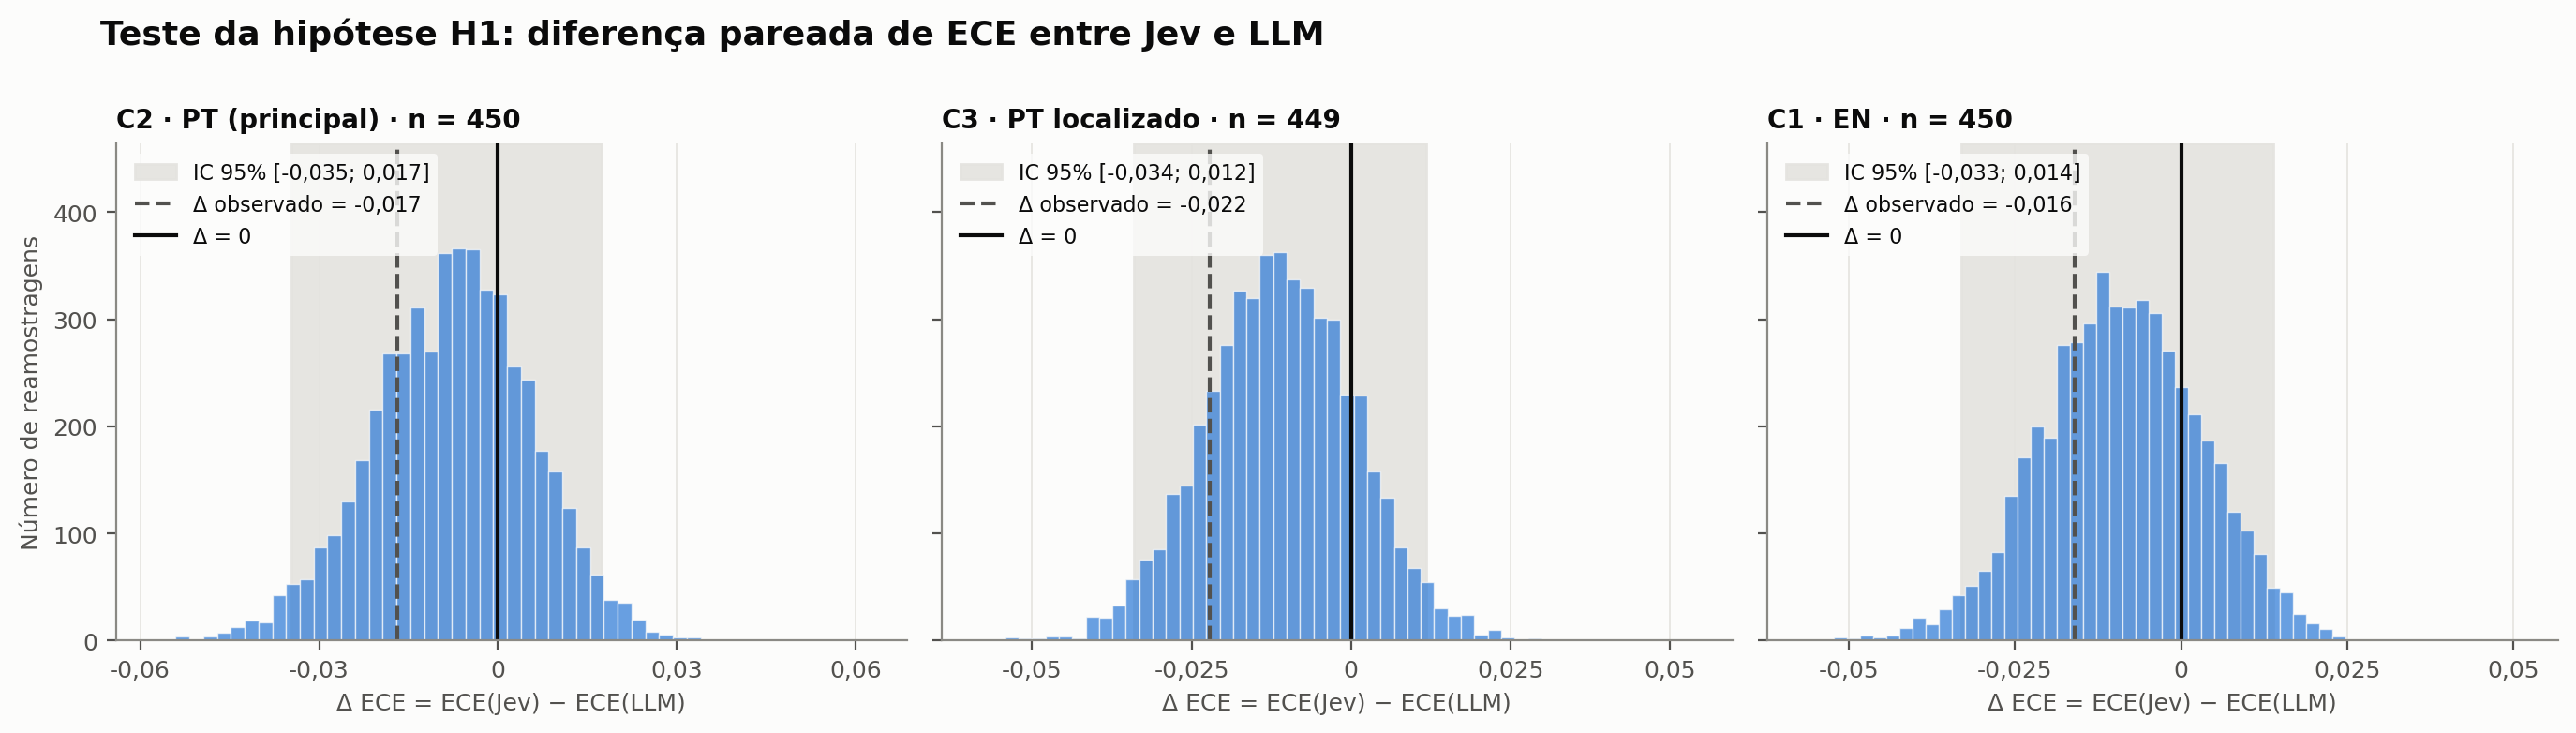 Teste da hipótese H1: diferença pareada de ECE entre Jev e LLM
C2 · PT (principal) · n = 450
IC 95% [-0,035; 0,017]
Δ observado = -0,017
Δ = 0
Número de reamostragens
400
300
200
100
0
-0,06
-0,03
0
0,03
0,06
Δ ECE = ECE(Jev) − ECE(LLM)
C3 · PT localizado · n = 449
IC 95% [-0,034; 0,012]
Δ observado = -0,022
Δ = 0
-0,05
-0,025
0
0,025
0,05
Δ ECE = ECE(Jev) − ECE(LLM)
C1 · EN · n = 450
IC 95% [-0,033; 0,014]
Δ observado = -0,016
Δ = 0
-0,05
-0,025
0
0,025
0,05
Δ ECE = ECE(Jev) − ECE(LLM)